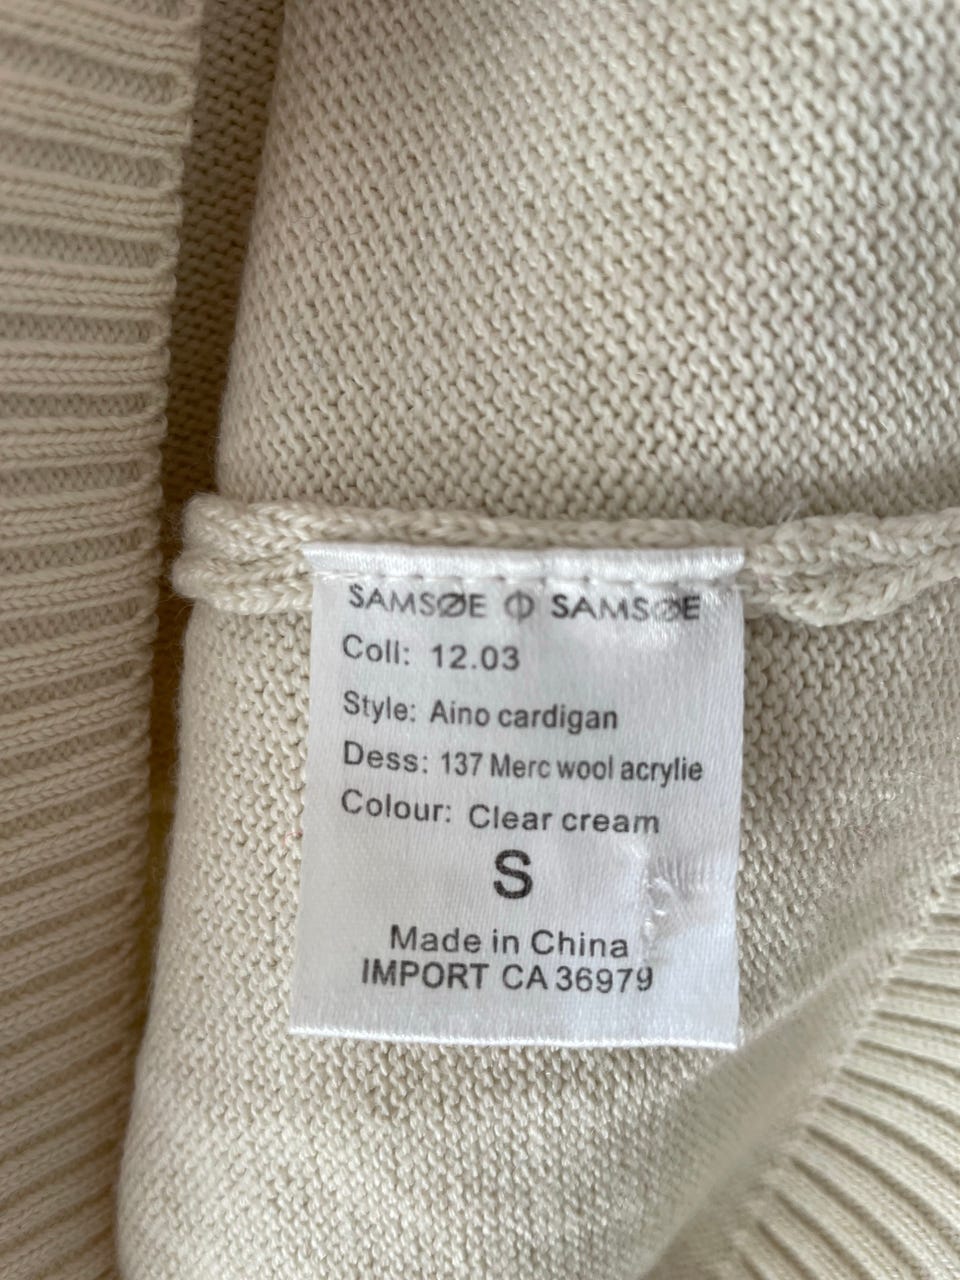 SAMSØE Φ SAMSØE
Coll: 12.03
Style: Aino cardigan
Dess: 137 Merc wool acrylie
Colour: Clear cream
S
Made in China
IMPORT CA 36979